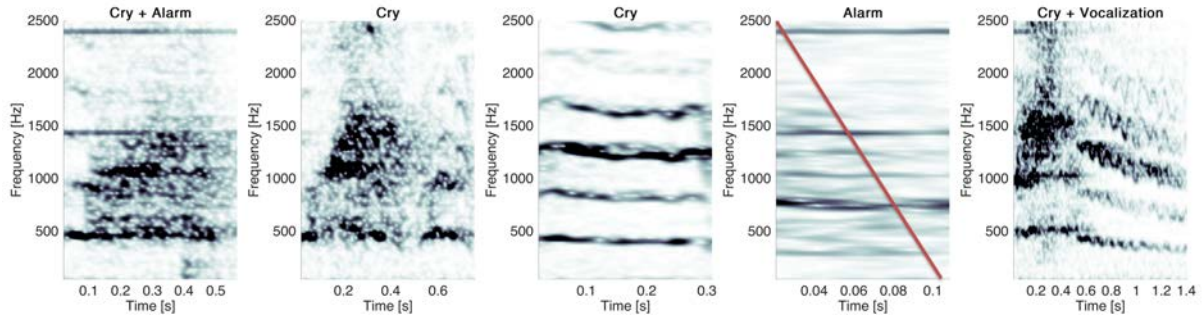 Cry + Alarm
Cry
Cry
Alarm
Cry + Vocalization
Frequency [Hz]
2500
2000
1500
1000
500
0.1 0.2 0.3 0.4 0.5
Time [s]
Frequency [Hz]
2500
2000
1500
1000
500
0.2 0.4 0.6
Time [s]
Frequency [Hz]
2500
2000
1500
1000
500
0.1 0.2 0.3
Time [s]
Frequency [Hz]
2500
2000
1500
1000
500
0.04 0.06 0.08 0.1
Time [s]
Frequency [Hz]
2500
2000
1500
1000
500
0.2 0.4 0.6 0.8 1 1.2 1.4
Time [s]